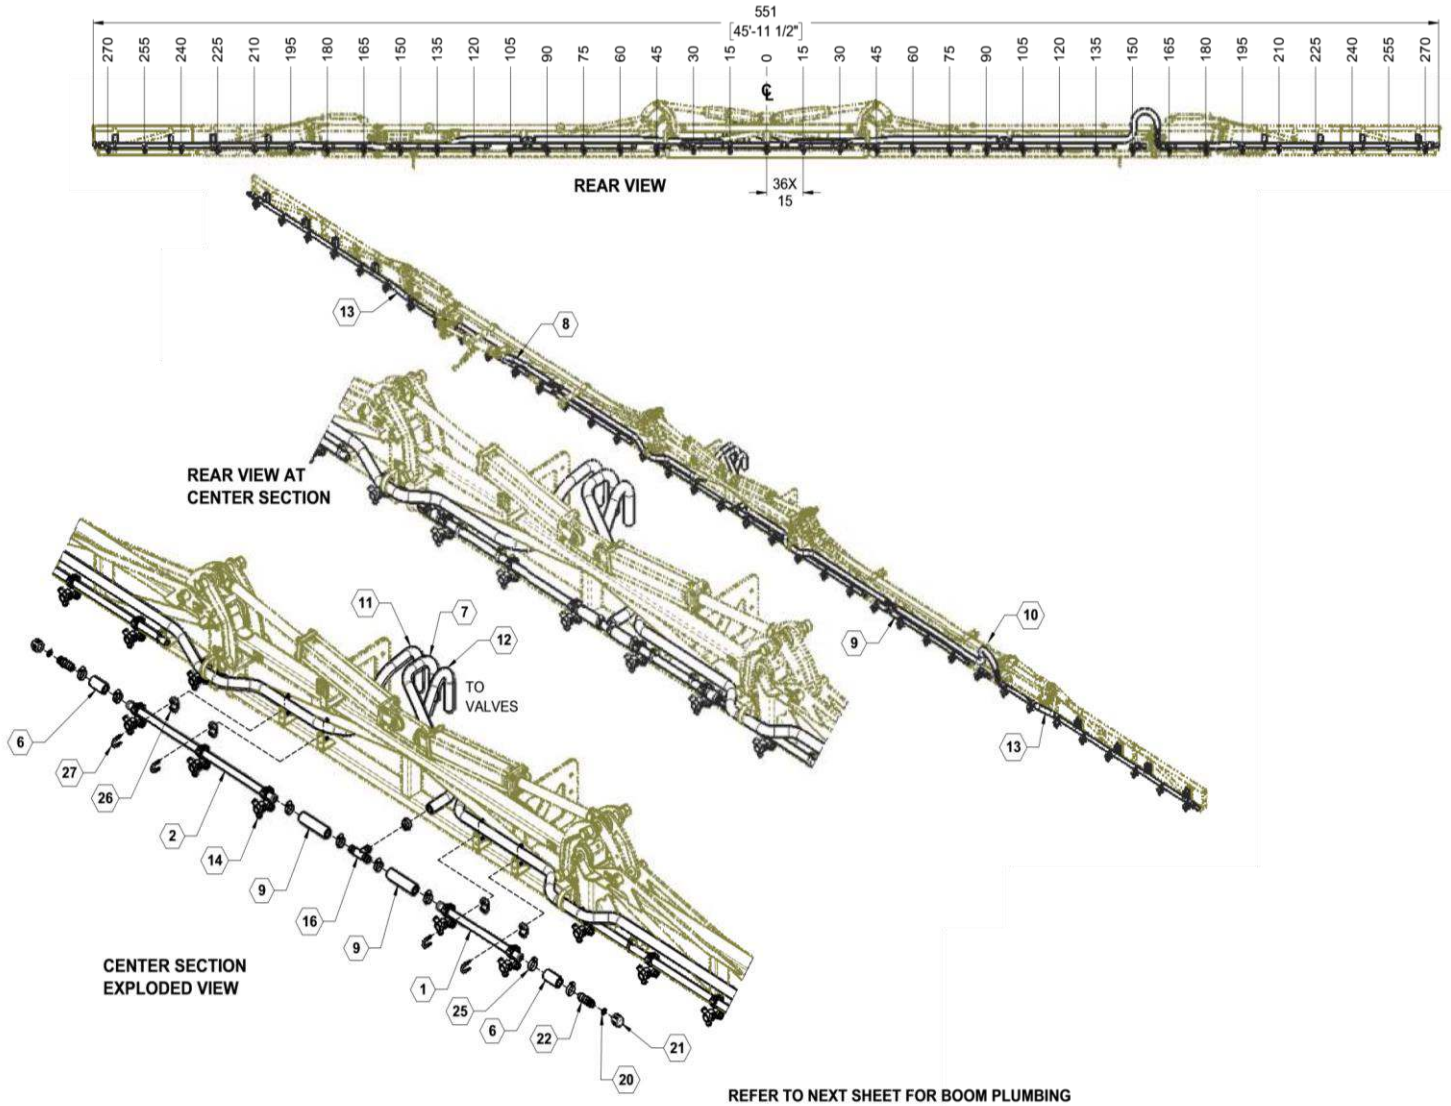 551
[45'-11 1/2"]
270 255 240 225 210 195 180 165 150 135 120 105 90 75 60 45 30 15 0 15 30 45 60 75 90 105 120 135 150 165 180 195 210 225 240 255 270
℄
REAR VIEW
36X
15
13
8
REAR VIEW AT
CENTER SECTION
10
9
13
11
7
12
TO
VALVES
6
27
26
2
14
9
16
9
1
25
6
22
20
21
CENTER SECTION
EXPLODED VIEW
REFER TO NEXT SHEET FOR BOOM PLUMBING